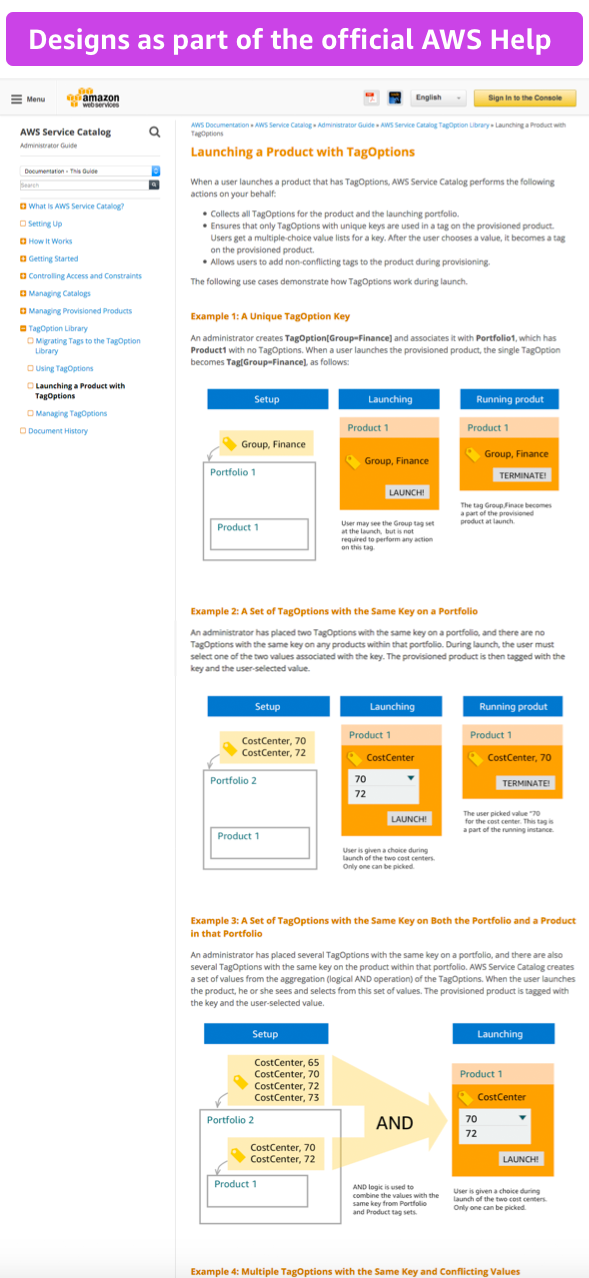 Designs as part of the official AWS Help
Menu
amazon
webservices
English
Sign In to the Console
AWS Service Catalog
Administrator Guide
Documentation - This Guide
Search
What Is AWS Service Catalog?
Setting Up
How It Works
Getting Started
Controlling Access and Constraints
Managing Catalogs
Managing Provisioned Products
TagOption Library
Migrating Tags to the TagOption
Library
Using TagOptions
Launching a Product with
TagOptions
Managing TagOptions
Document History
AWS Documentation » AWS Service Catalog » Administrator Guide » AWS Service Catalog TagOption Library » Launching a Product with
TagOptions
Launching a Product with TagOptions
When a user launches a product that has TagOptions, AWS Service Catalog performs the following
actions on your behalf:
• Collects all TagOptions for the product and the launching portfolio.
• Ensures that only TagOptions with unique keys are used in a tag on the provisioned product.
Users get a multiple-choice value lists for a key. After the user chooses a value, it becomes a tag
on the provisioned product.
• Allows users to add non-conflicting tags to the product during provisioning.
The following use cases demonstrate how TagOptions work during launch.
Example 1: A Unique TagOption Key
An administrator creates TagOption[Group=Finance] and associates it with Portfolio1, which has
Product1 with no TagOptions. When a user launches the provisioned product, the single TagOption
becomes Tag[Group=Finance], as follows:
Setup
Launching
Running produt
Group, Finance
Portfolio 1
Product 1
Product 1
Group, Finance
LAUNCH!
User may see the Group tag set
at the launch, but is not
required to perform any action
on this tag.
Product 1
Group, Finance
TERMINATE!
The tag Group,Finace becomes
a part of the provisioned
product at launch.
Example 2: A Set of TagOptions with the Same Key on a Portfolio
An administrator has placed two TagOptions with the same key on a portfolio, and there are no
TagOptions with the same key on any products within that portfolio. During launch, the user must
select one of the two values associated with the key. The provisioned product is then tagged with the
key and the user-selected value.
Setup
Launching
Running produt
CostCenter, 70
CostCenter, 72
Portfolio 2
Product 1
Product 1
CostCenter
70
72
LAUNCH!
User is given a choice during
launch of the two cost centers.
Only one can be picked.
Product 1
CostCenter, 70
TERMINATE!
The user picked value "70
for the cost center. This tag is
a part of the running instance.
Example 3: A Set of TagOptions with the Same Key on Both the Portfolio and a Product
in that Portfolio
An administrator has placed several TagOptions with the same key on a portfolio, and there are also
several TagOptions with the same key on the product within that portfolio. AWS Service Catalog creates
a set of values from the aggregation (logical AND operation) of the TagOptions. When the user launches
the product, he or she sees and selects from this set of values. The provisioned product is tagged with
the key and the user-selected value.
Setup
Launching
CostCenter, 65
CostCenter, 70
CostCenter, 72
CostCenter, 73
Portfolio 2
CostCenter, 70
CostCenter, 72
Product 1
AND
AND logic is used to
combine the values with the
same key from Portfolio
and Product tag sets.
Product 1
CostCenter
70
72
LAUNCH!
User is given a choice during
launch of the two cost centers.
Only one can be picked.
Example 4: Multiple TagOptions with the Same Key and Conflicting Values